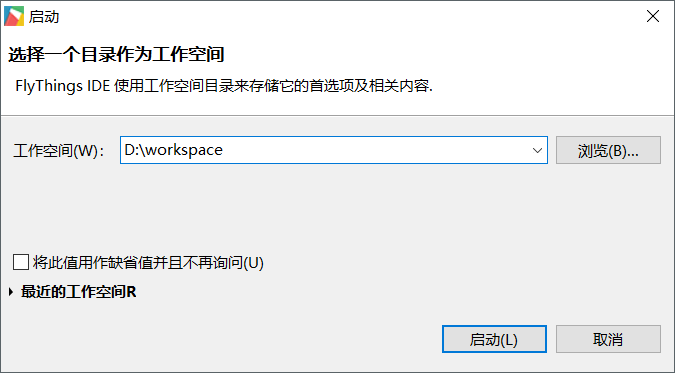 启动
选择一个目录作为工作空间
FlyThings IDE 使用工作空间目录来存储它的首选项及相关内容.
工作空间(W): D:\workspace 浏览(B)...
将此值用作缺省值并且不再询问(U)
最近的工作空间R
启动(L) 取消